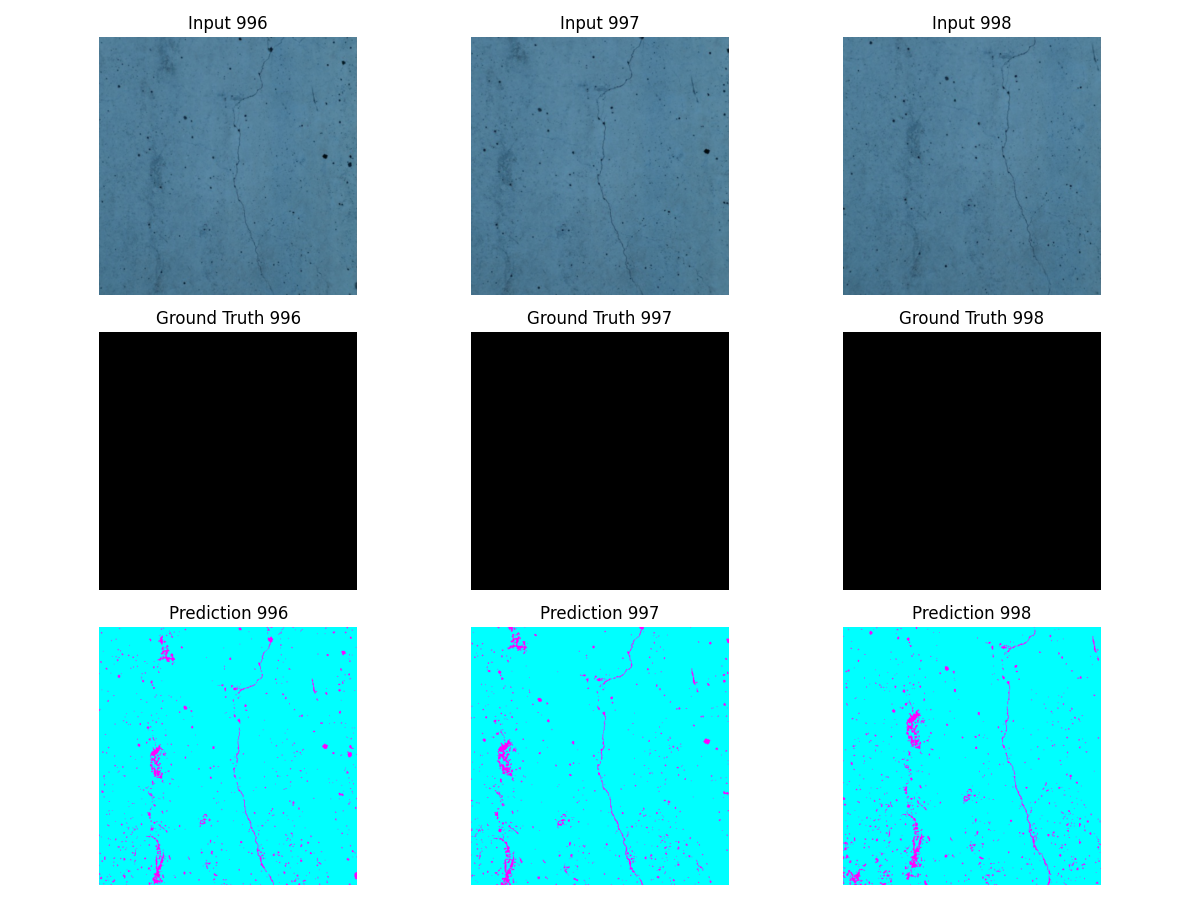 Input 996
Input 997
Input 998
Ground Truth 996
Ground Truth 997
Ground Truth 998
Prediction 996
Prediction 997
Prediction 998